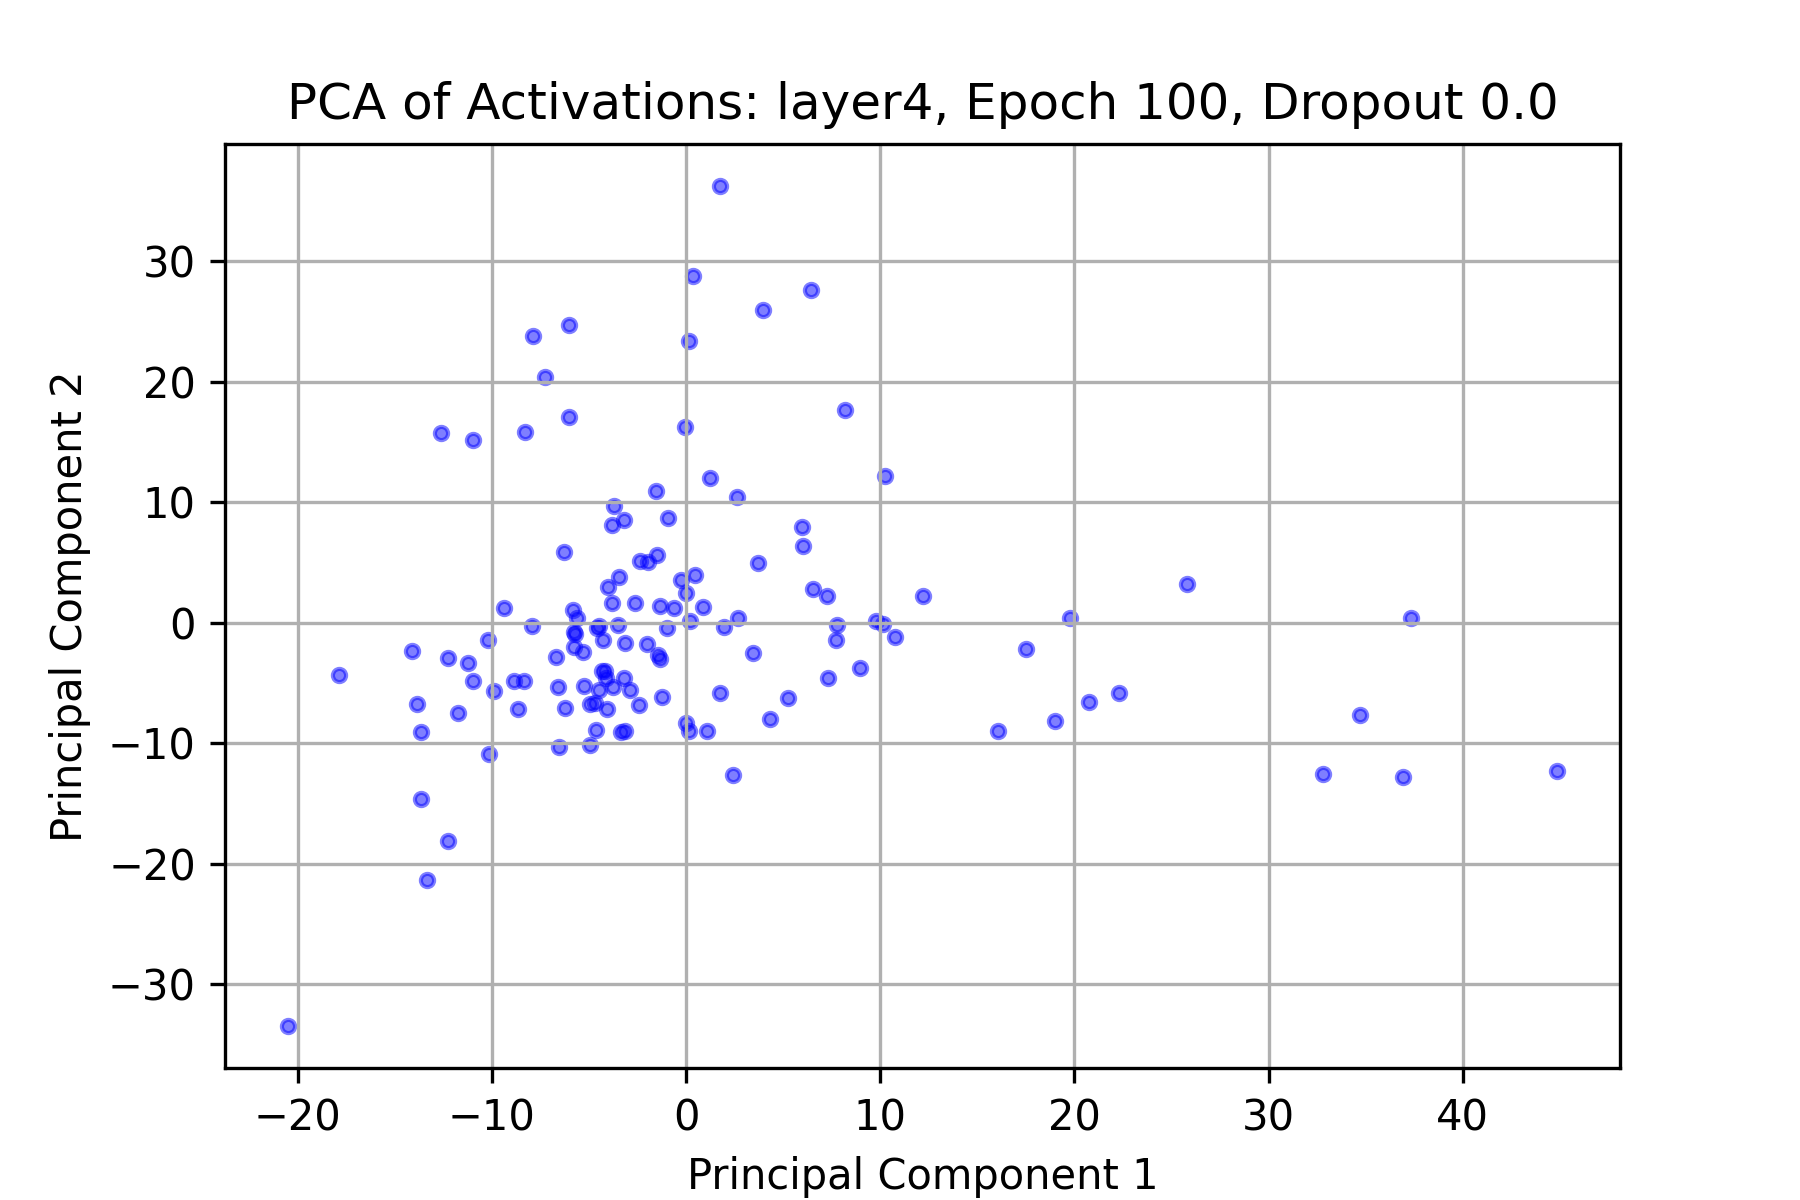 PCA of Activations: layer4, Epoch 100, Dropout 0.0
30
20
10
0
−10
−20
−30
Principal Component 2
−20 −10 0 10 20 30 40
Principal Component 1